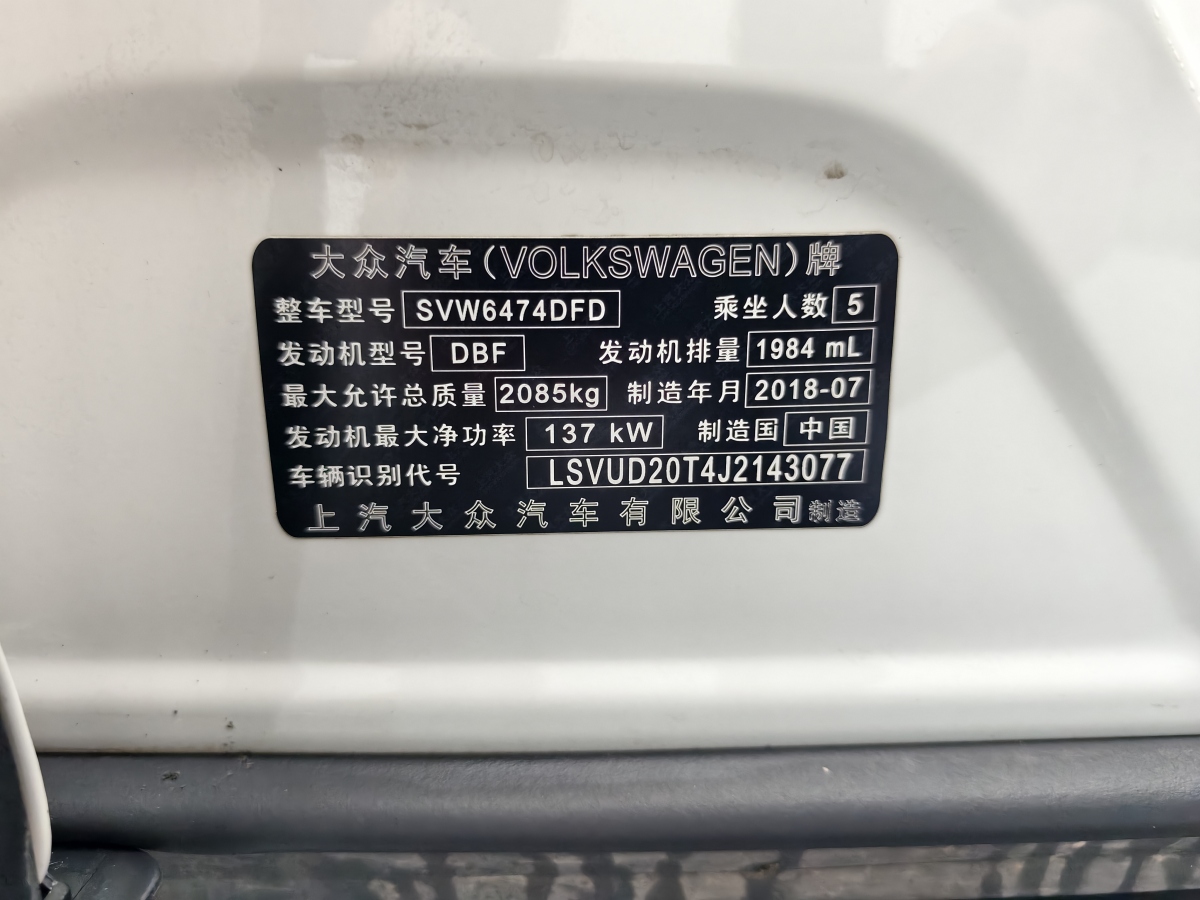 大众汽车(VOLKSWAGEN)牌
整车型号 SVW6474DFD 乘坐人数 5
发动机型号 DBF 发动机排量 1984 mL
最大允许总质量 2085kg 制造年月 2018-07
发动机最大净功率 137 kW 制造国 中国
车辆识别代号 LSVUD20T4J2143077
上汽大众汽车有限公司制造